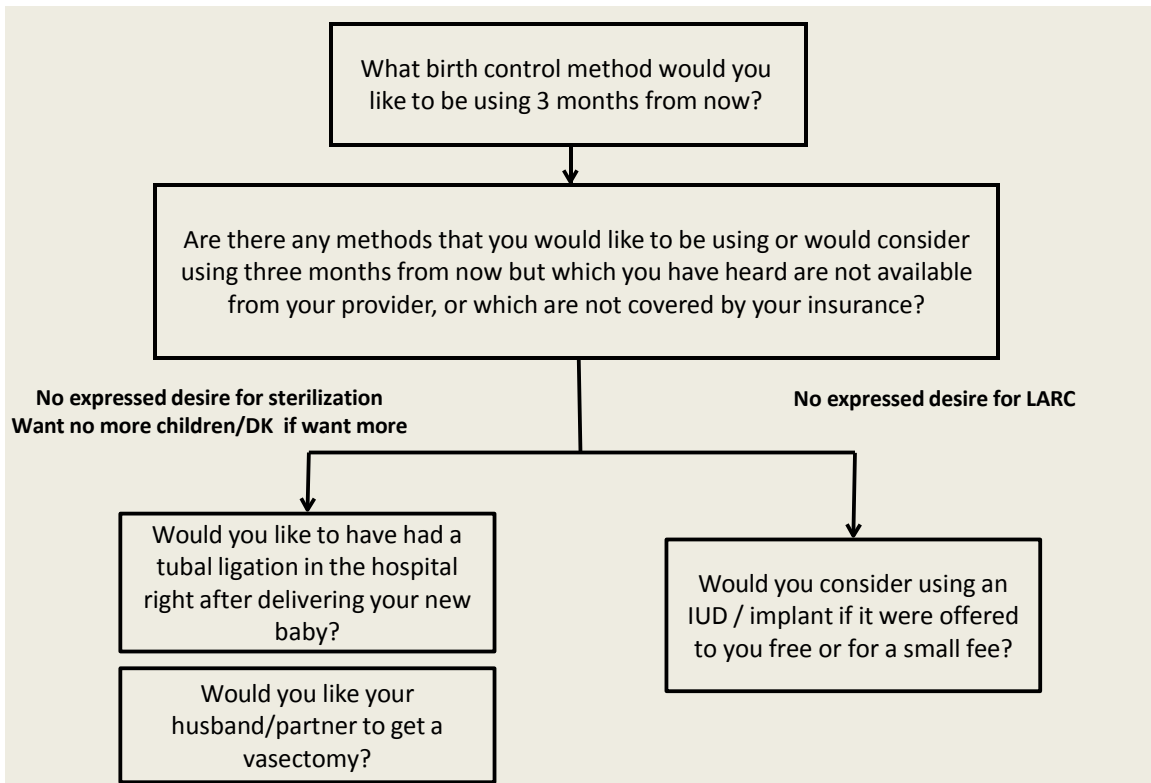 What birth control method would you
like to be using 3 months from now?
Are there any methods that you would like to be using or would consider
using three months from now but which you have heard are not available
from your provider, or which are not covered by your insurance?
No expressed desire for sterilization
Want no more children/DK if want more
No expressed desire for LARC
Would you like to have had a
tubal ligation in the hospital
right after delivering your new
baby?
Would you consider using an
IUD / implant if it were offered
to you free or for a small fee?
Would you like your
husband/partner to get a
vasectomy?